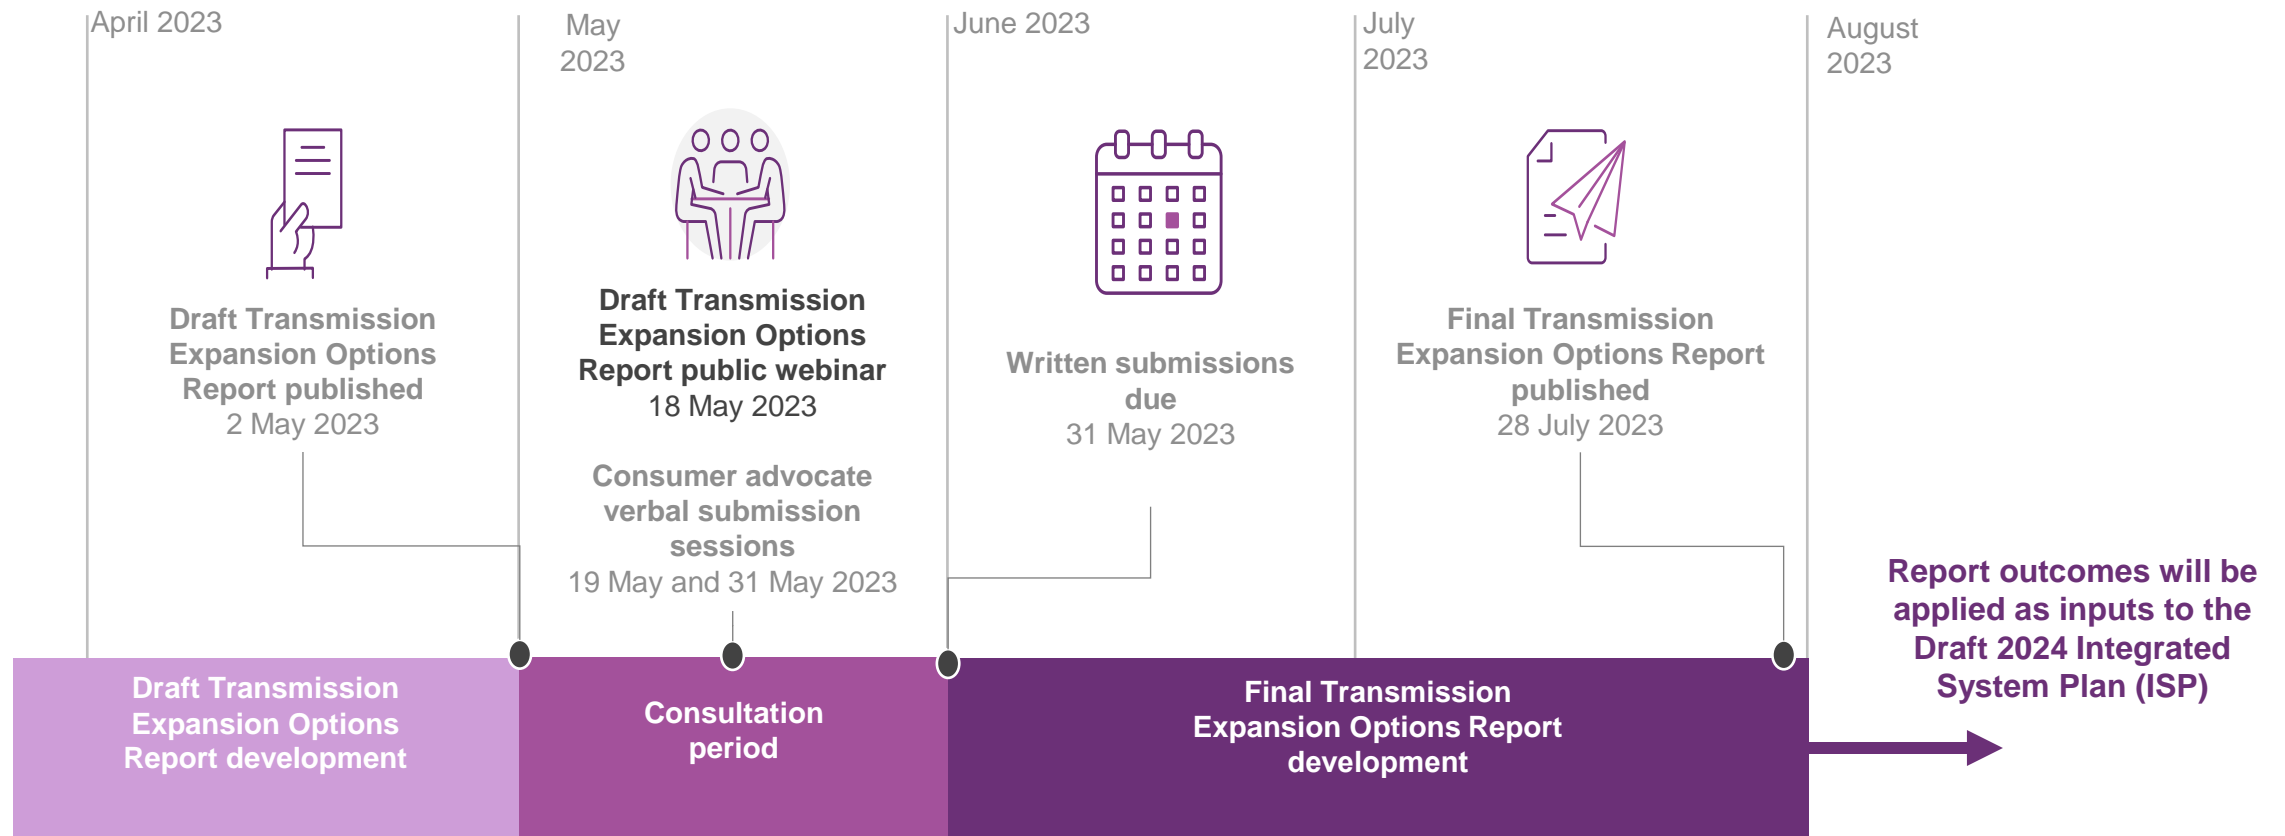 April 2023
May
2023
June 2023
July
2023
August
2023
Draft Transmission
Expansion Options
Report published
2 May 2023
Draft Transmission
Expansion Options
Report public webinar
18 May 2023
Consumer advocate
verbal submission
sessions
19 May and 31 May 2023
Written submissions
due
31 May 2023
Final Transmission
Expansion Options Report
published
28 July 2023
Report outcomes will be
applied as inputs to the
Draft 2024 Integrated
System Plan (ISP)
Draft Transmission
Expansion Options
Report development
Consultation
period
Final Transmission
Expansion Options Report
development